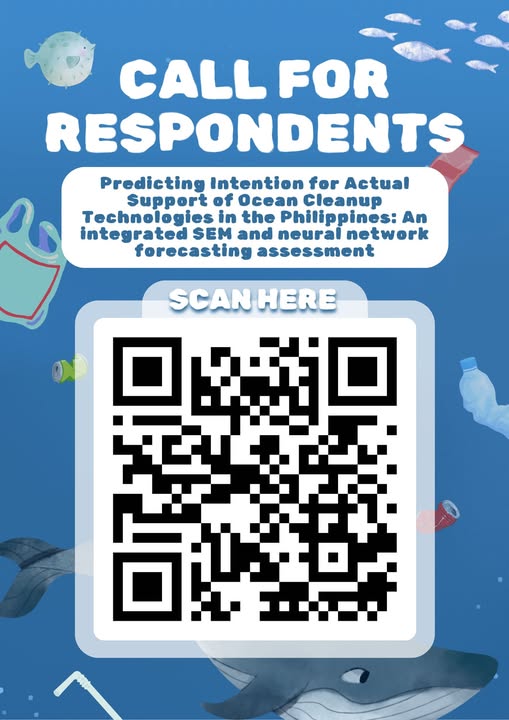 CALL FOR
RESPONDENTS
Predicting Intention for Actual
Support of Ocean Cleanup
Technologies in the Philippines: An
integrated SEM and neural network
forecasting assessment
SCAN HERE